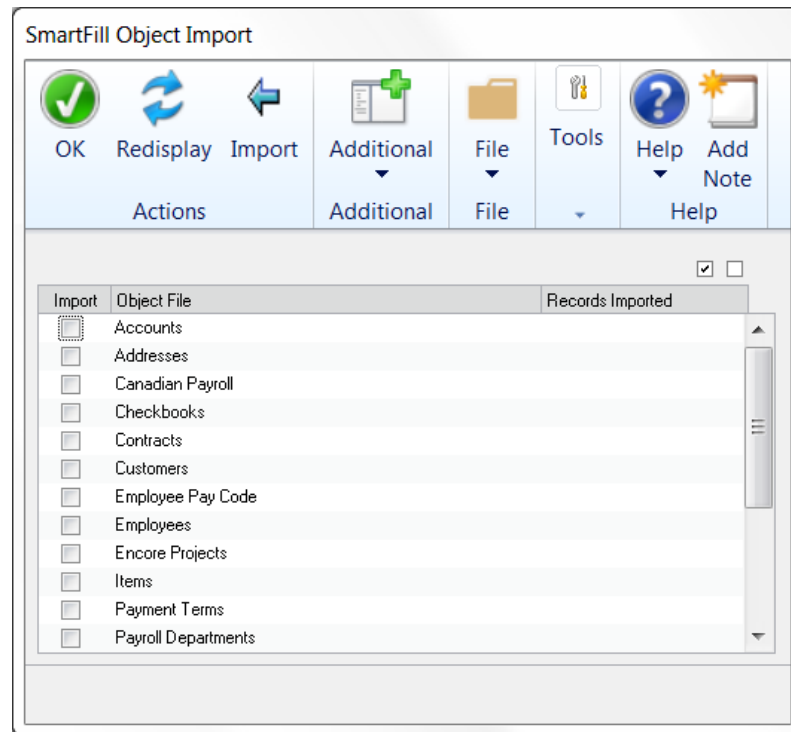 SmartFill Object Import
OK Redisplay Import Additional File Tools Help Add Note
Actions Additional File Help
Import Object File Records Imported
Accounts
Addresses
Canadian Payroll
Checkbooks
Contracts
Customers
Employee Pay Code
Employees
Encore Projects
Items
Payment Terms
Payroll Departments